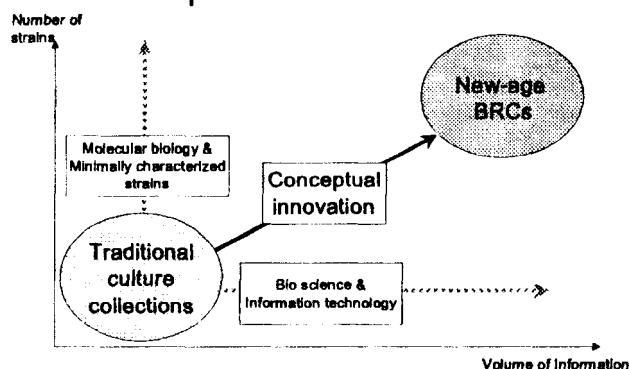 Number of
strains
New-age
BRCs
Molecular biology &
Minimally characterized
strains
Conceptual
innovation
Traditional
culture
collections
Bio science &
Information technology
Volume of Information